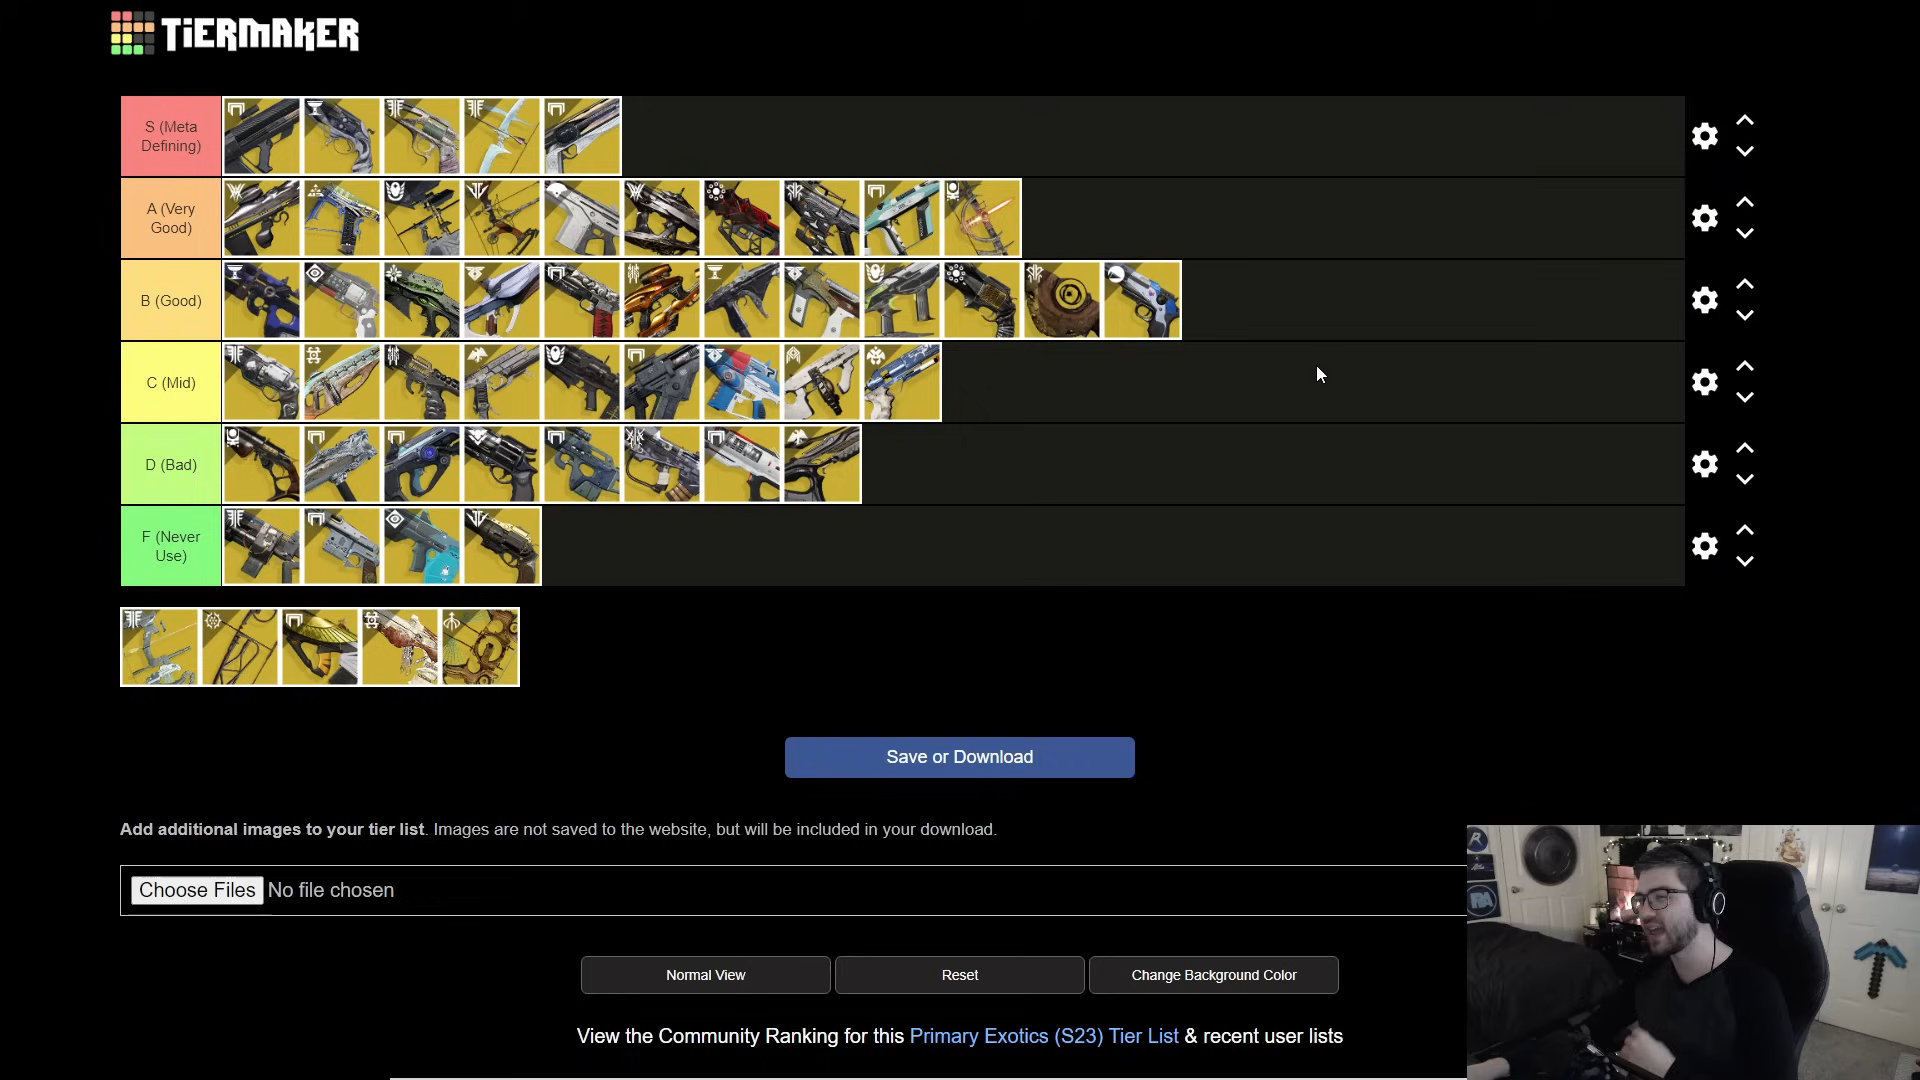 TiERMAKER
S (Meta
Defining)
A (Very
Good)
B (Good)
C (Mid)
D (Bad)
F (Never
Use)
Save or Download
Add additional images to your tier list. Images are not saved to the website, but will be included in your download.
Choose Files No file chosen
Normal View
Reset
Change Background Color
View the Community Ranking for this Primary Exotics (S23) Tier List & recent user lists